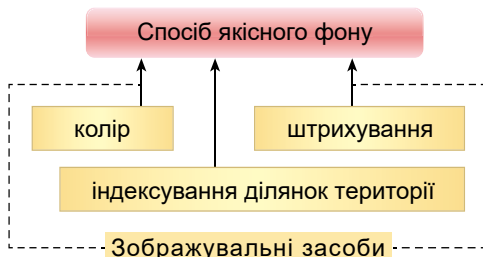 Спосіб якісного фону
колір
штрихування
індексування ділянок території
Зображувальні засоби